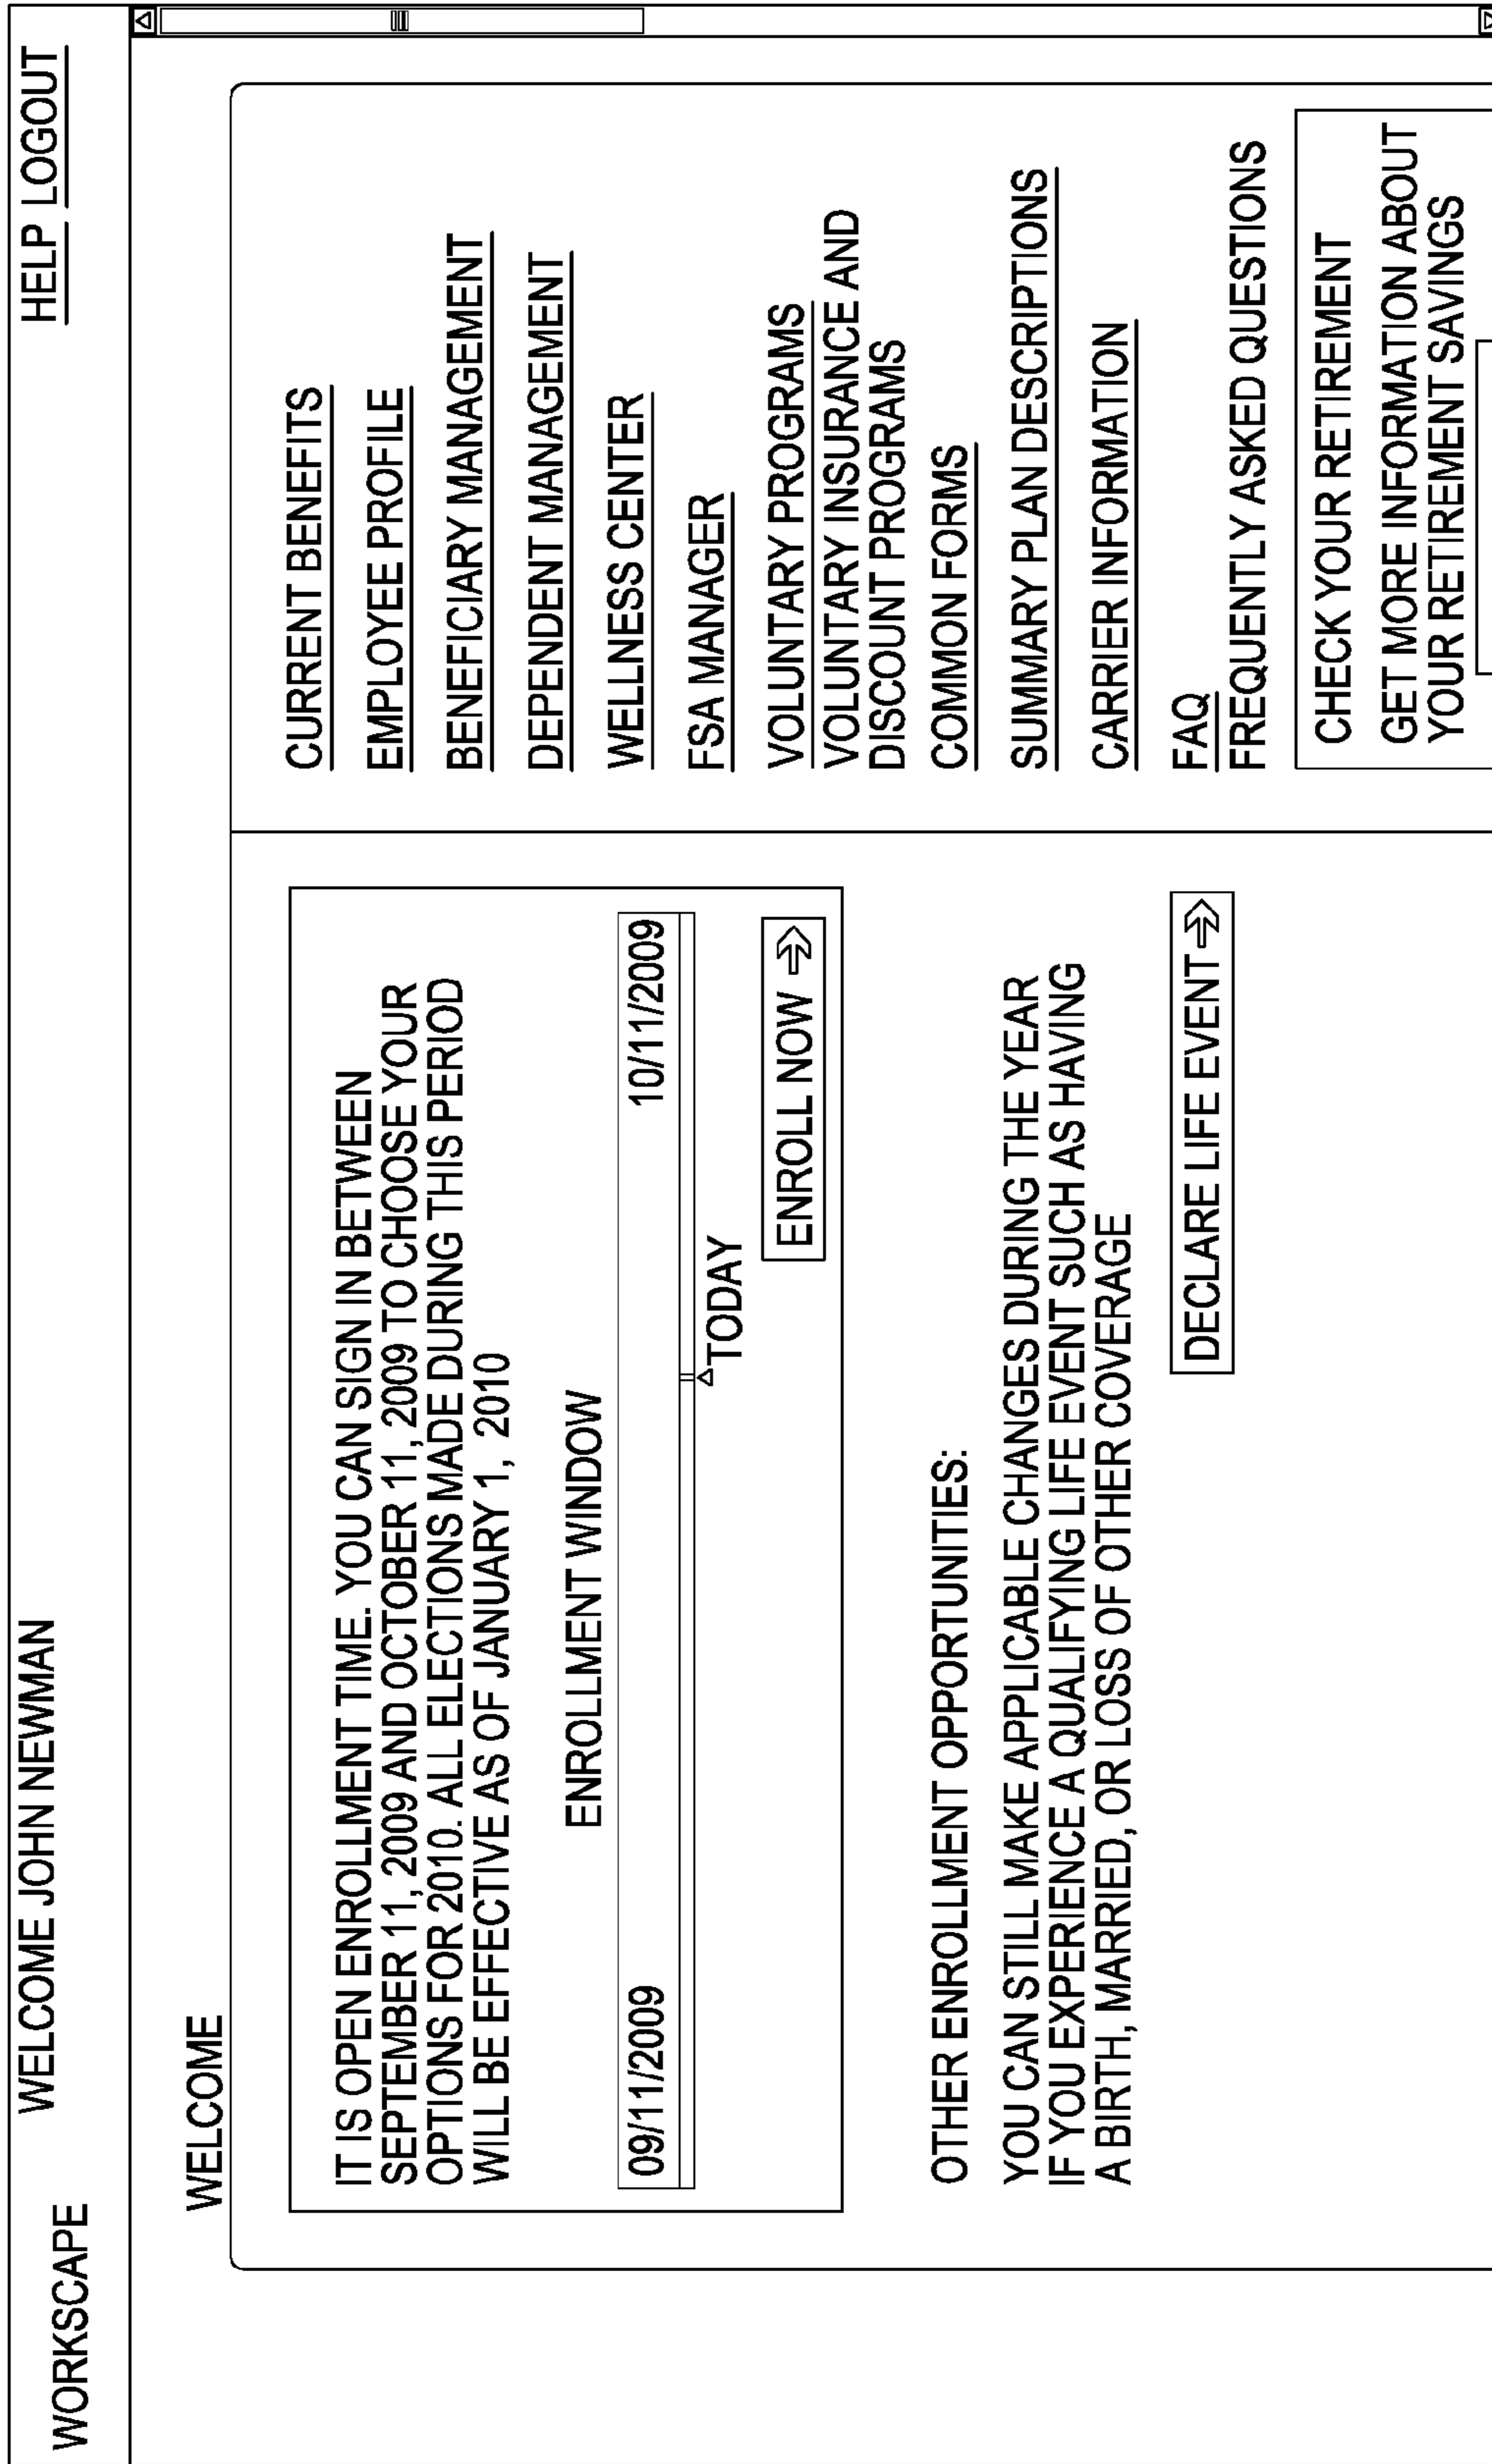 WORKSCAPE
WELCOME JOHN NEWMAN
HELP LOGOUT
WELCOME
IT IS OPEN ENROLLMENT TIME. YOU CAN SIGN IN BETWEEN
SEPTEMBER 11, 2009 AND OCTOBER 11, 2009 TO CHOOSE YOUR
OPTIONS FOR 2010. ALL ELECTIONS MADE DURING THIS PERIOD
WILL BE EFFECTIVE AS OF JANUARY 1, 2010
ENROLLMENT WINDOW
09/11/2009 10/11/2009
TODAY
ENROLL NOW
OTHER ENROLLMENT OPPORTUNITIES:
YOU CAN STILL MAKE APPLICABLE CHANGES DURING THE YEAR
IF YOU EXPERIENCE A QUALIFYING LIFE EVENT SUCH AS HAVING
A BIRTH, MARRIED, OR LOSS OF OTHER COVERAGE
DECLARE LIFE EVENT
CURRENT BENEFITS
EMPLOYEE PROFILE
BENEFICIARY MANAGEMENT
DEPENDENT MANAGEMENT
WELLNESS CENTER
FSA MANAGER
VOLUNTARY PROGRAMS
VOLUNTARY INSURANCE AND
DISCOUNT PROGRAMS
COMMON FORMS
SUMMARY PLAN DESCRIPTIONS
CARRIER INFORMATION
FAQ
FREQUENTLY ASKED QUESTIONS
CHECK YOUR RETIREMENT
GET MORE INFORMATION ABOUT
YOUR RETIREMENT SAVINGS